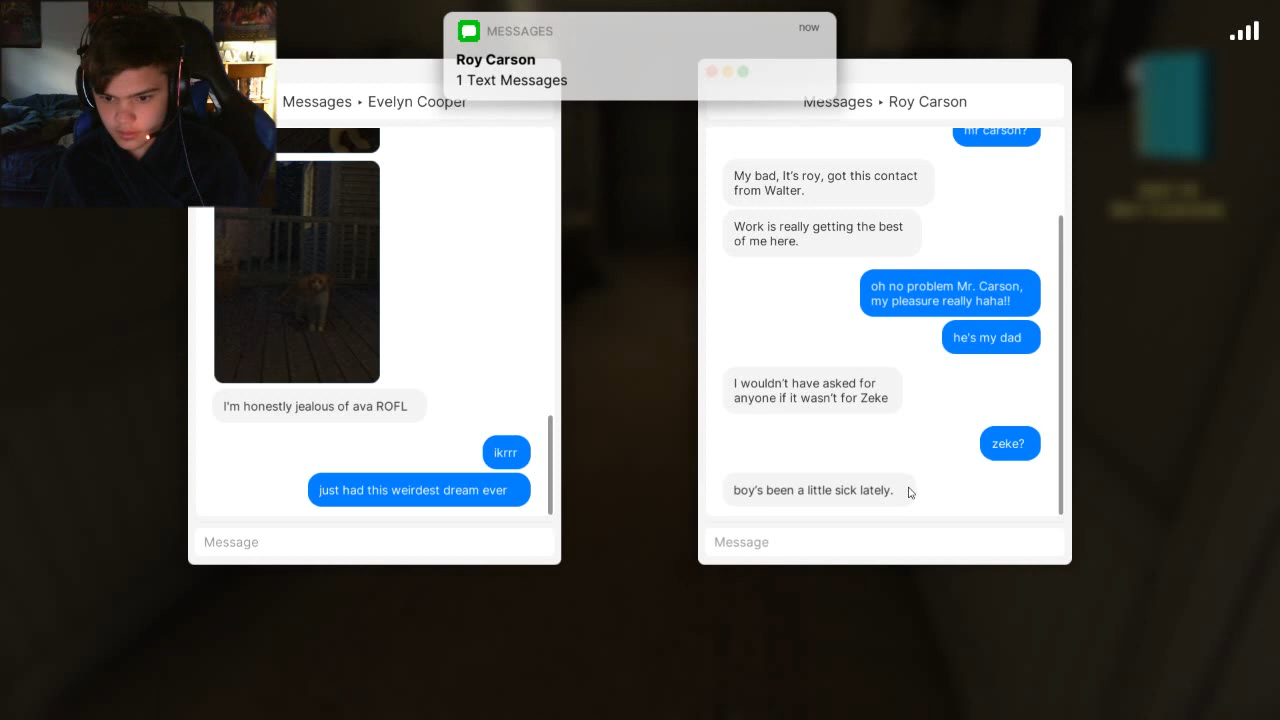 MESSAGES
now
Roy Carson
1 Text Messages
Messages ▸ Evelyn Cooper
I'm honestly jealous of ava ROFL
ikrrr
just had this weirdest dream ever
Message
Messages ▸ Roy Carson
mr carson?
My bad, It's roy, got this contact
from Walter.
Work is really getting the best
of me here.
oh no problem Mr. Carson,
my pleasure really haha!!
he's my dad
I wouldn't have asked for
anyone if it wasn't for Zeke
zeke?
boy's been a little sick lately.
Message